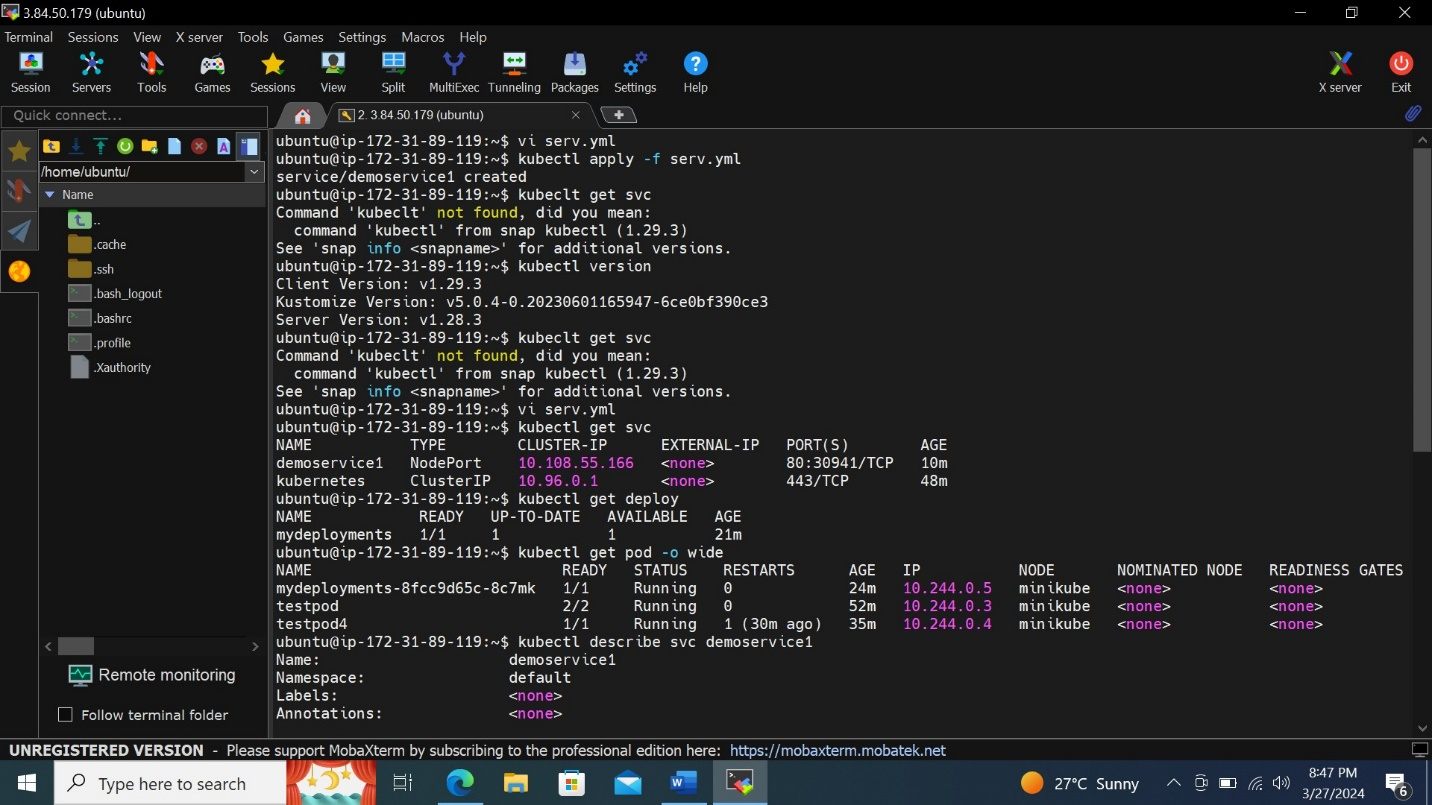 3.84.50.179 (ubuntu)
Terminal Sessions View X server Tools Games Settings Macros Help
Session Servers Tools Games Sessions View Split MultiExec Tunneling Packages Settings Help X server Exit
Quick connect...
2. 3.84.50.179 (ubuntu)
/home/ubuntu/
Name
..
.cache
.ssh
.bash_logout
.bashrc
.profile
.Xauthority
Remote monitoring
Follow terminal folder
ubuntu@ip-172-31-89-119:~$ vi serv.yml
ubuntu@ip-172-31-89-119:~$ kubectl apply -f serv.yml
service/demoservice1 created
ubuntu@ip-172-31-89-119:~$ kubeclt get svc
Command 'kubeclt' not found, did you mean:
  command 'kubectl' from snap kubectl (1.29.3)
See 'snap info <snapname>' for additional versions.
ubuntu@ip-172-31-89-119:~$ kubectl version
Client Version: v1.29.3
Kustomize Version: v5.0.4-0.20230601165947-6ce0bf390ce3
Server Version: v1.28.3
ubuntu@ip-172-31-89-119:~$ kubeclt get svc
Command 'kubeclt' not found, did you mean:
  command 'kubectl' from snap kubectl (1.29.3)
See 'snap info <snapname>' for additional versions.
ubuntu@ip-172-31-89-119:~$ vi serv.yml
ubuntu@ip-172-31-89-119:~$ kubectl get svc
NAME           TYPE        CLUSTER-IP      EXTERNAL-IP   PORT(S)        AGE
demoservice1   NodePort    10.108.55.166   <none>        80:30941/TCP   10m
kubernetes     ClusterIP   10.96.0.1       <none>        443/TCP        48m
ubuntu@ip-172-31-89-119:~$ kubectl get deploy
NAME            READY   UP-TO-DATE   AVAILABLE   AGE
mydeployments   1/1     1            1           21m
ubuntu@ip-172-31-89-119:~$ kubectl get pod -o wide
NAME                            READY   STATUS    RESTARTS      AGE   IP           NODE       NOMINATED NODE   READINESS GATES
mydeployments-8fcc9d65c-8c7mk   1/1     Running   0             24m   10.244.0.5   minikube   <none>           <none>
testpod                         2/2     Running   0             52m   10.244.0.3   minikube   <none>           <none>
testpod4                        1/1     Running   1 (30m ago)   35m   10.244.0.4   minikube   <none>           <none>
ubuntu@ip-172-31-89-119:~$ kubectl describe svc demoservice1
Name:                     demoservice1
Namespace:                default
Labels:                   <none>
Annotations:              <none>
UNREGISTERED VERSION - Please support MobaXterm by subscribing to the professional edition here: https://mobaxterm.mobatek.net
Type here to search
27°C Sunny
8:47 PM
3/27/2024
6